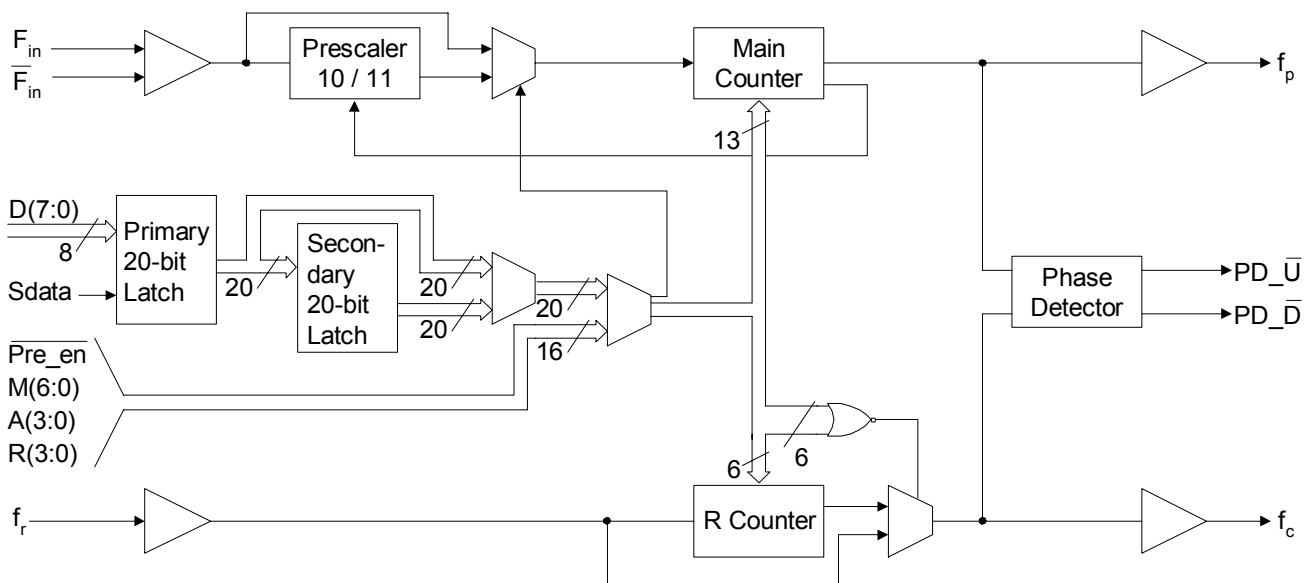 F_in
F̅_in
Prescaler
10 / 11
Main
Counter
f_p
13
D(7:0)
8
Sdata
Primary
20-bit
Latch
20
Secon-
dary
20-bit
Latch
20
20
20
16
Phase
Detector
PD_U̅
PD_D̅
P̅r̅e̅_̅e̅n̅
M(6:0)
A(3:0)
R(3:0)
6
6
f_r
R Counter
f_c